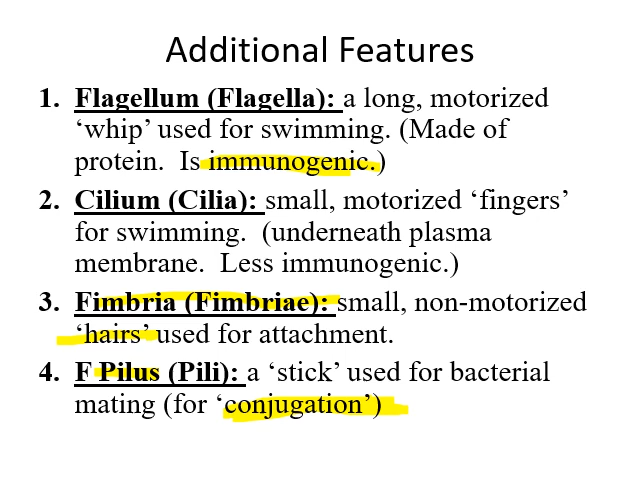 Additional Features
1. Flagellum (Flagella): a long, motorized
‘whip’ used for swimming. (Made of
protein.  Is immunogenic.)
2. Cilium (Cilia): small, motorized ‘fingers’
for swimming.  (underneath plasma
membrane.  Less immunogenic.)
3. Fimbria (Fimbriae): small, non-motorized
‘hairs’ used for attachment.
4. F Pilus (Pili): a ‘stick’ used for bacterial
mating (for ‘conjugation’)